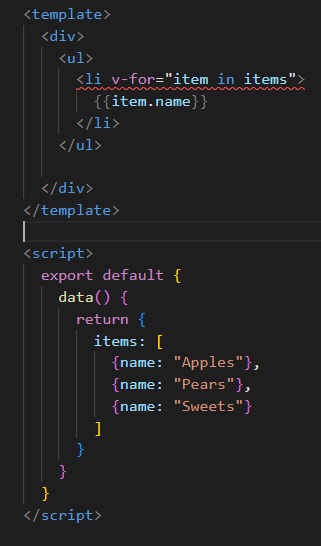 <template>
  <div>
    <ul>
      <li v-for="item in items">
        {{item.name}}
      </li>
    </ul>

  </div>
</template>

<script>
  export default {
    data() {
      return {
        items: [
          {name: "Apples"},
          {name: "Pears"},
          {name: "Sweets"}
        ]
      }
    }
  }
</script>